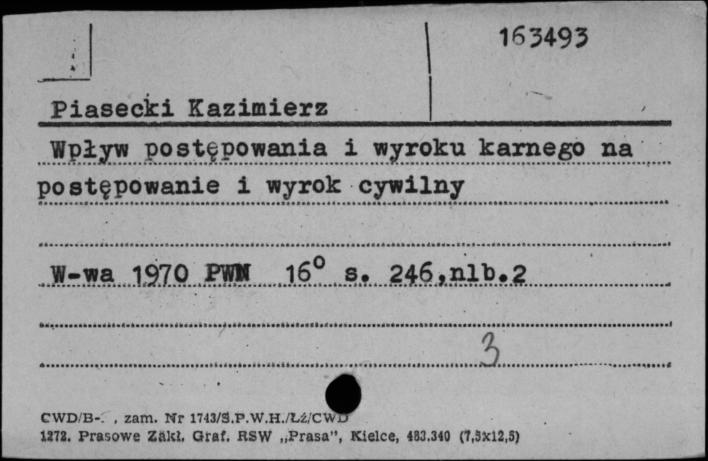 163493
Piasecki Kazimierz
Wpływ postępowania i wyroku karnego na
postępowanie i wyrok cywilny
W-wa 1970 PWN 16° s. 246,nlb.2
3
CWD/B-. , zam. Nr 1743/S.P.W.H./Łź/CWD
1272. Prasowe Zakł. Graf. RSW „Prasa”, Kielce, 483.340 (7,5x12,5)